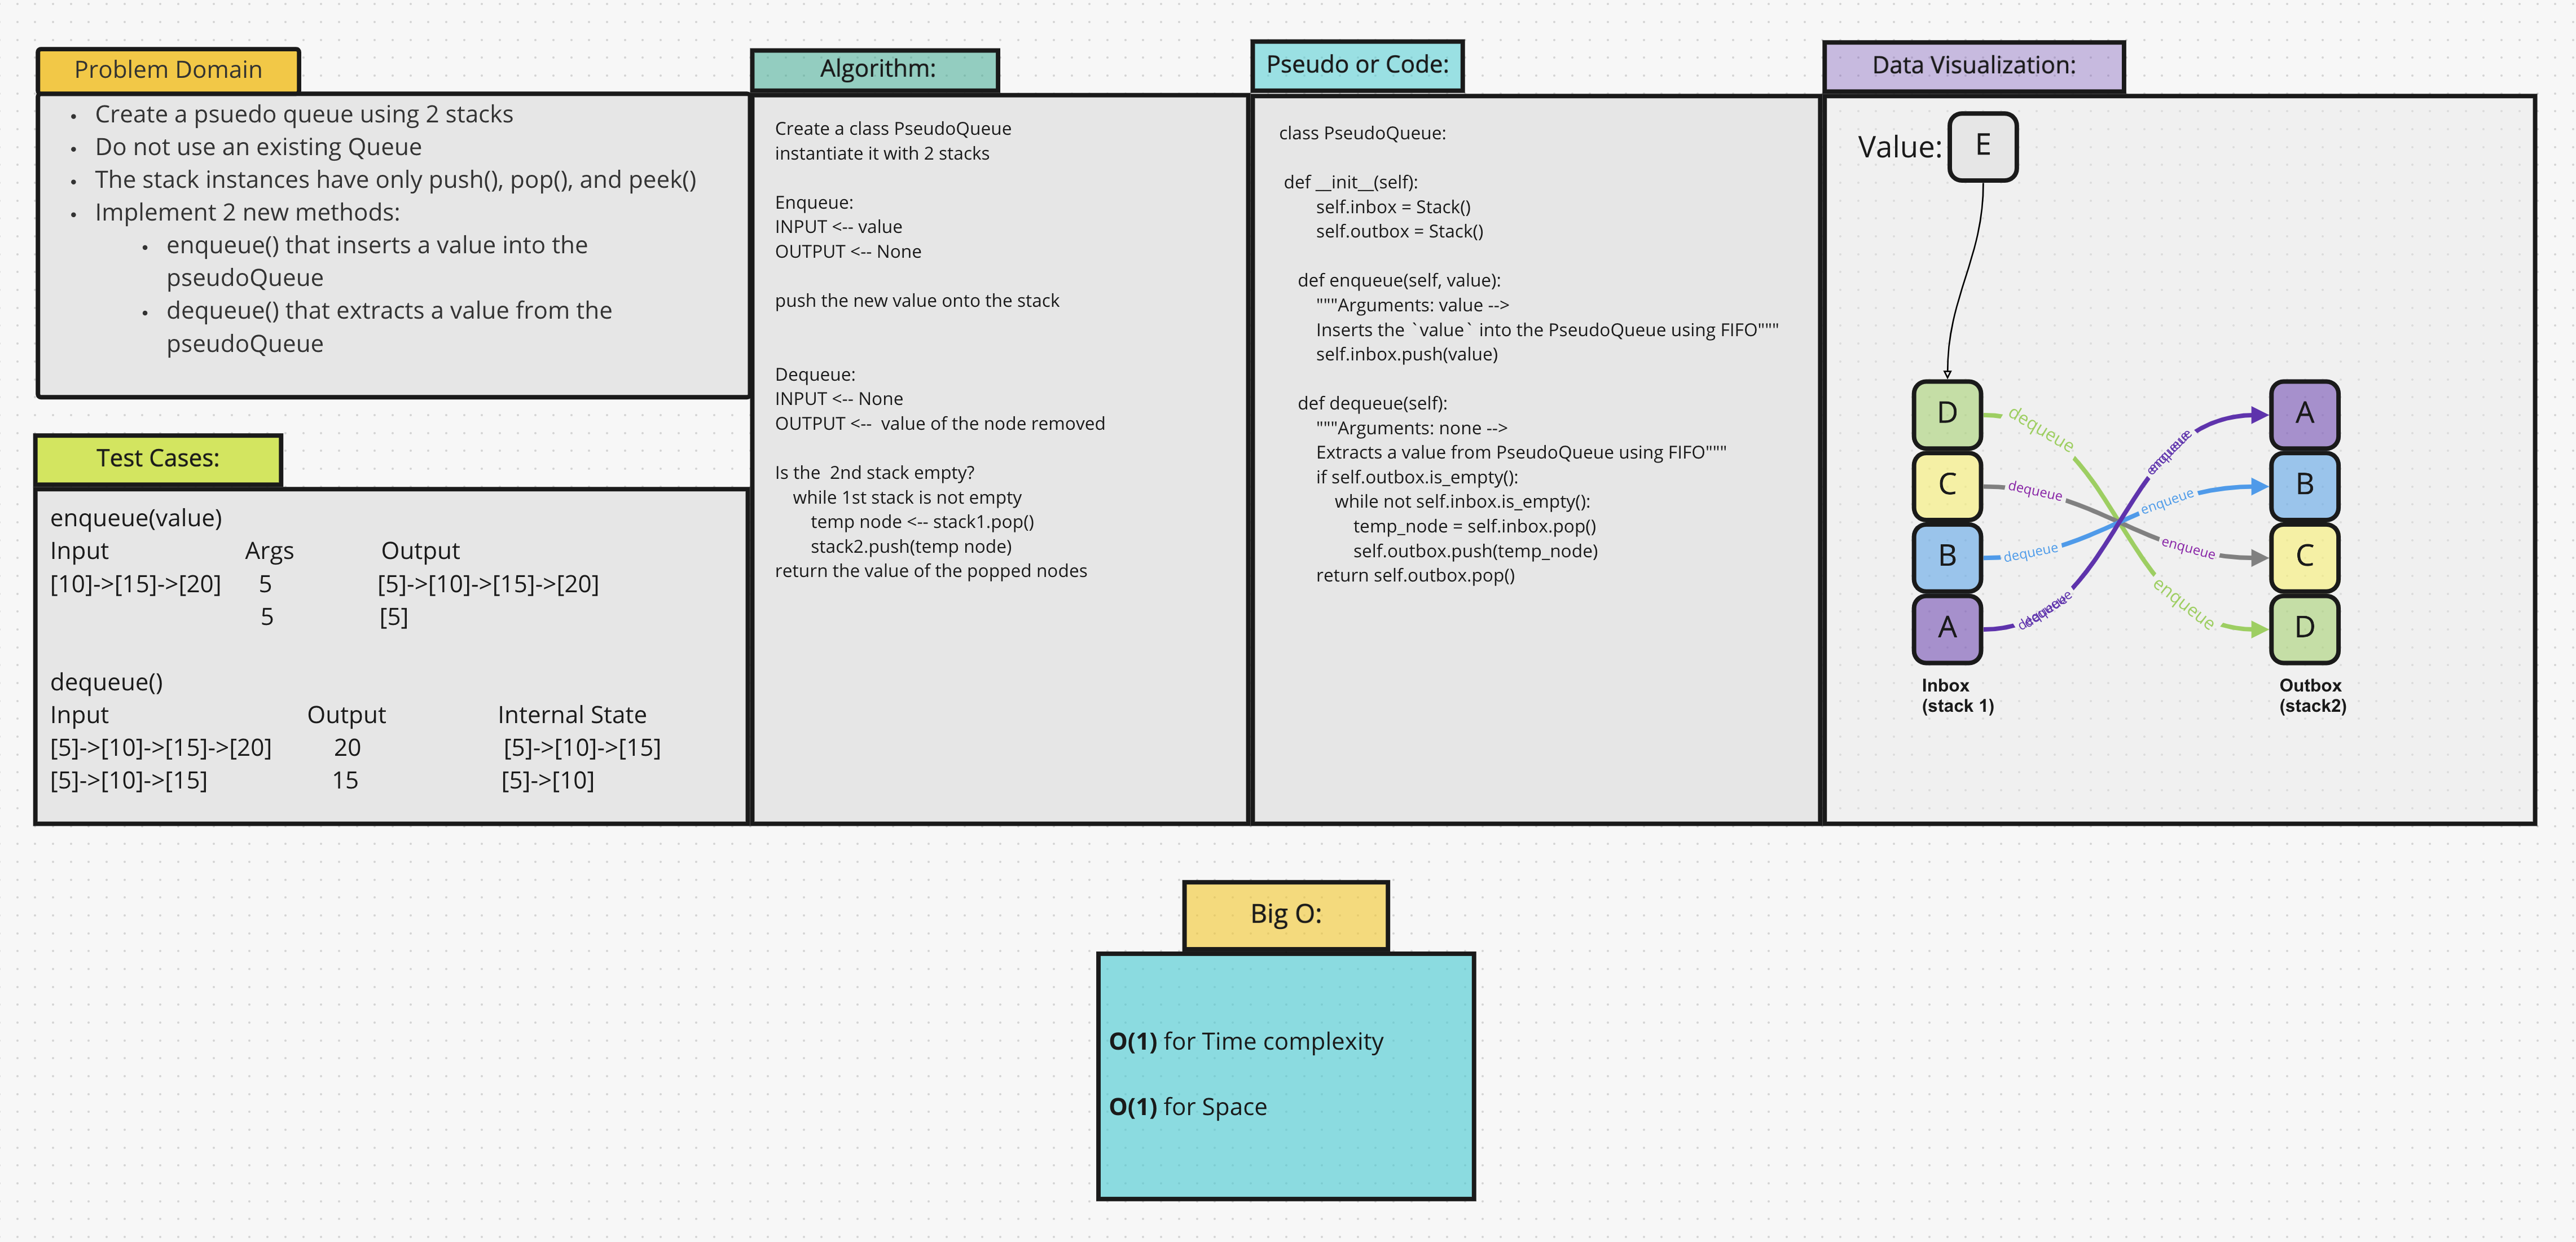 Problem Domain
• Create a psuedo queue using 2 stacks
• Do not use an existing Queue
• The stack instances have only push(), pop(), and peek()
• Implement 2 new methods:
• enqueue() that inserts a value into the
pseudoQueue
• dequeue() that extracts a value from the
pseudoQueue
Test Cases:
enqueue(value)
Input Args Output
[10]->[15]->[20] 5 [5]->[10]->[15]->[20]
5 [5]
dequeue()
Input Output Internal State
[5]->[10]->[15]->[20] 20 [5]->[10]->[15]
[5]->[10]->[15] 15 [5]->[10]
Algorithm:
Create a class PseudoQueue
instantiate it with 2 stacks
Enqueue:
INPUT <-- value
OUTPUT <-- None
push the new value onto the stack
Dequeue:
INPUT <-- None
OUTPUT <-- value of the node removed
Is the 2nd stack empty?
while 1st stack is not empty
temp node <-- stack1.pop()
stack2.push(temp node)
return the value of the popped nodes
Pseudo or Code:
class PseudoQueue:
def __init__(self):
self.inbox = Stack()
self.outbox = Stack()
def enqueue(self, value):
"""Arguments: value -->
Inserts the `value` into the PseudoQueue using FIFO"""
self.inbox.push(value)
def dequeue(self):
"""Arguments: none -->
Extracts a value from PseudoQueue using FIFO"""
if self.outbox.is_empty():
while not self.inbox.is_empty():
temp_node = self.inbox.pop()
self.outbox.push(temp_node)
return self.outbox.pop()
Data Visualization:
Value: E
D dequeue enqueue A
C dequeue enqueue B
B dequeue enqueue C
A dequeue enqueue D
Inbox
(stack 1)
Outbox
(stack2)
Big O:
O(1) for Time complexity
O(1) for Space